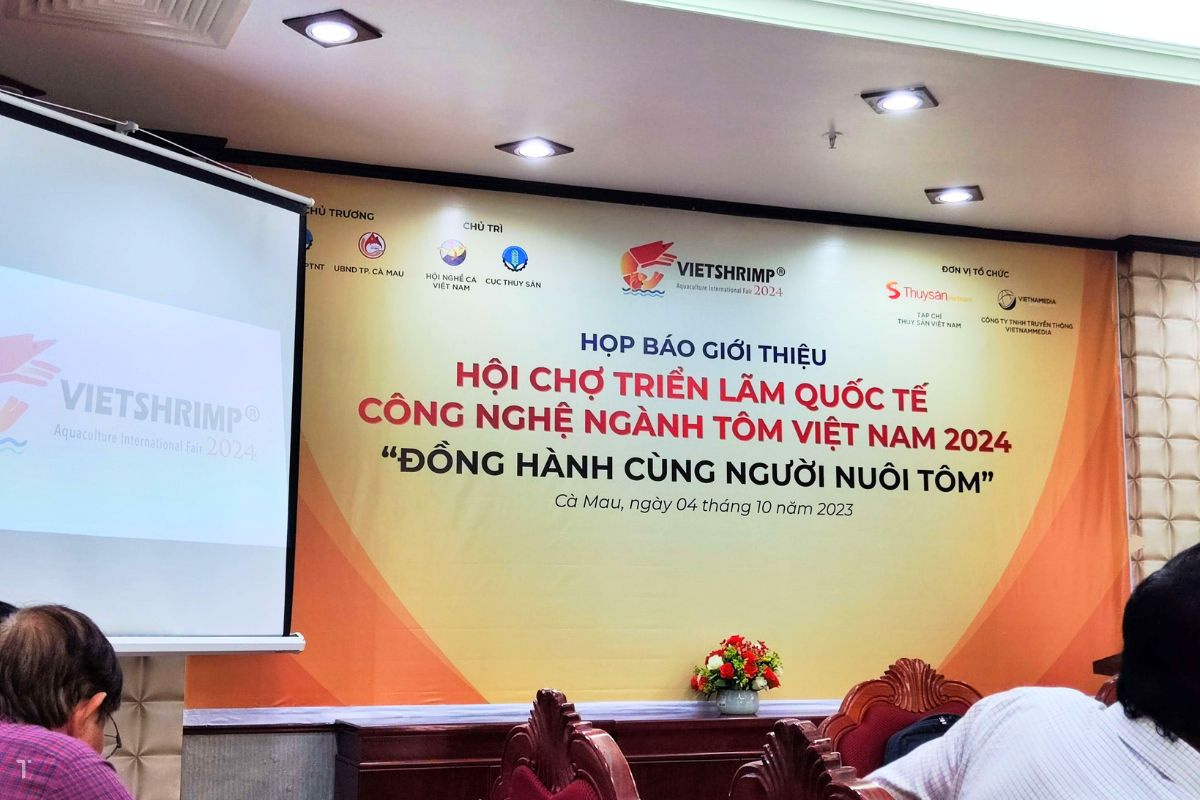 CHỦ TRƯƠNG
PTNT
UBND TP. CÀ MAU
CHỦ TRÌ
HỘI NGHỀ CÁ
VIỆT NAM
CỤC THỦY SẢN
VIETSHRIMP®
Aquaculture International Fair 2024
ĐƠN VỊ TỔ CHỨC
Thuysản vietnam
TẠP CHÍ
THỦY SẢN VIỆT NAM
VIETNAMEDIA
CÔNG TY TNHH TRUYỀN THÔNG
VIETNAMMEDIA
HỌP BÁO GIỚI THIỆU
HỘI CHỢ TRIỂN LÃM QUỐC TẾ
CÔNG NGHỆ NGÀNH TÔM VIỆT NAM 2024
“ĐỒNG HÀNH CÙNG NGƯỜI NUÔI TÔM”
Cà Mau, ngày 04 tháng 10 năm 2023
VIETSHRIMP®
Aquaculture International Fair 2024